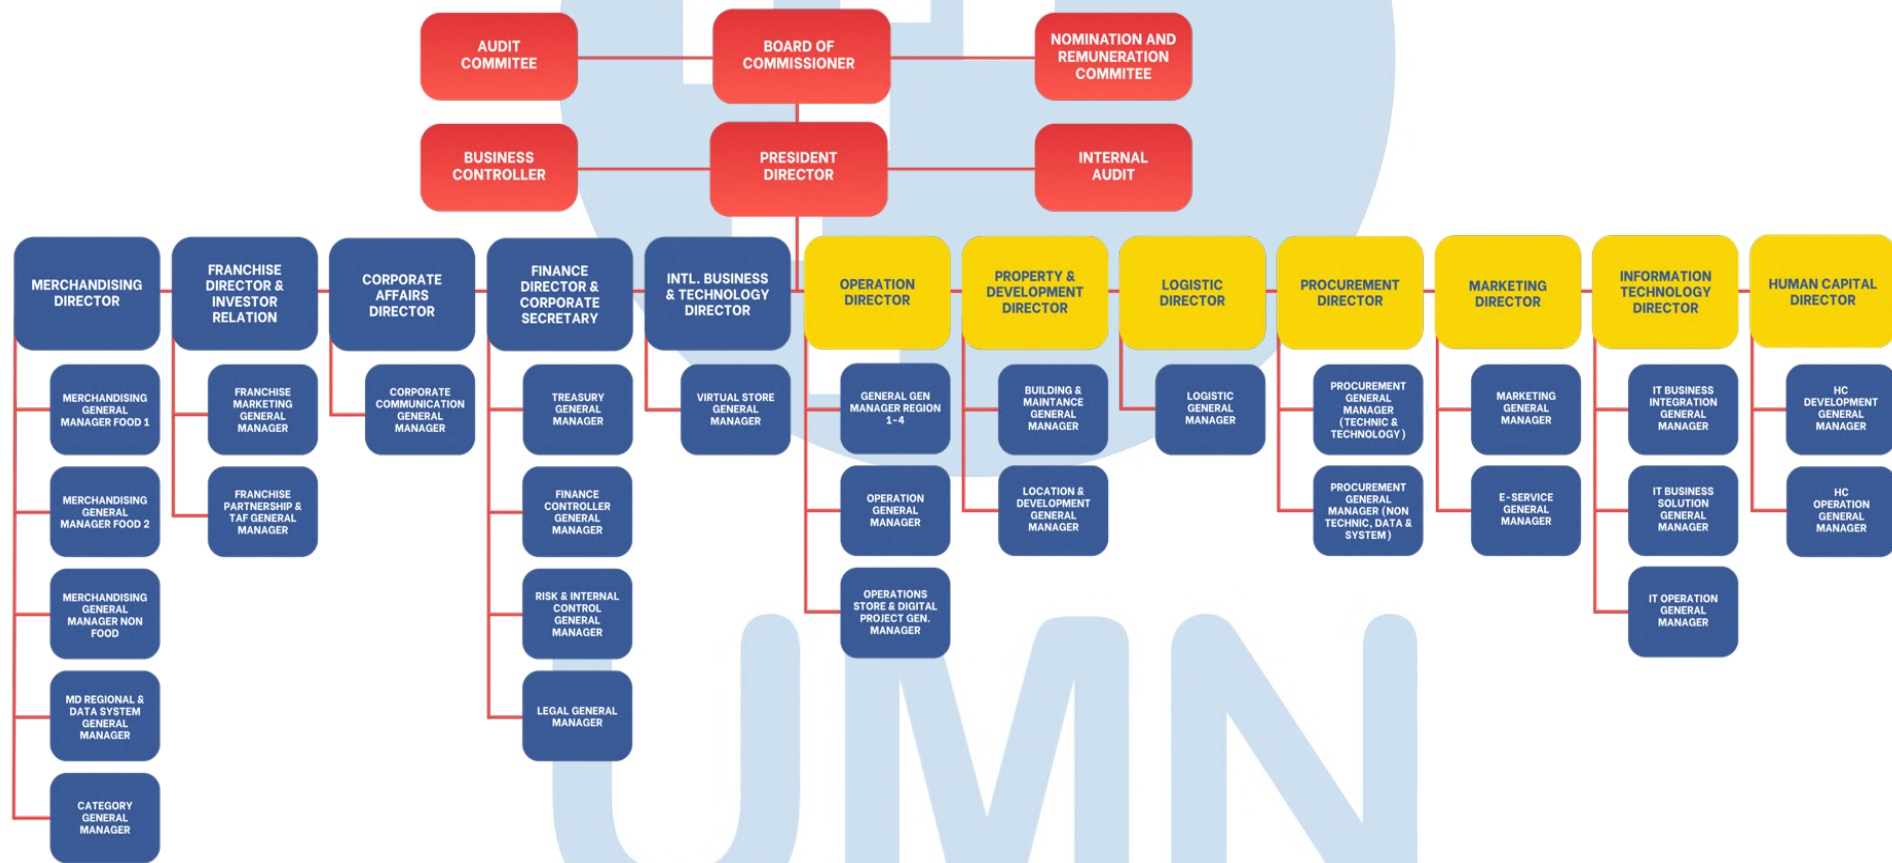 AUDIT
COMMITEE
BOARD OF
COMMISSIONER
NOMINATION AND
REMUNERATION
COMMITEE
BUSINESS
CONTROLLER
PRESIDENT
DIRECTOR
INTERNAL
AUDIT
MERCHANDISING
DIRECTOR
FRANCHISE
DIRECTOR &
INVESTOR
RELATION
CORPORATE
AFFAIRS
DIRECTOR
FINANCE
DIRECTOR &
CORPORATE
SECRETARY
INTL. BUSINESS
& TECHNOLOGY
DIRECTOR
OPERATION
DIRECTOR
PROPERTY &
DEVELOPMENT
DIRECTOR
LOGISTIC
DIRECTOR
PROCUREMENT
DIRECTOR
MARKETING
DIRECTOR
INFORMATION
TECHNOLOGY
DIRECTOR
HUMAN CAPITAL
DIRECTOR
MERCHANDISING
GENERAL
MANAGER FOOD 1
FRANCHISE
MARKETING
GENERAL
MANAGER
CORPORATE
COMMUNICATION
GENERAL
MANAGER
TREASURY
GENERAL
MANAGER
VIRTUAL STORE
GENERAL
MANAGER
GENERAL GEN
MANAGER REGION
1-4
BUILDING &
MAINTANCE
GENERAL
MANAGER
LOGISTIC
GENERAL
MANAGER
PROCUREMENT
GENERAL
MANAGER
(TECHNIC &
TECHNOLOGY )
MARKETING
GENERAL
MANAGER
IT BUSINESS
INTEGRATION
GENERAL
MANAGER
HC
DEVELOPMENT
GENERAL
MANAGER
MERCHANDISING
GENERAL
MANAGER FOOD 2
FRANCHISE
PARTNERSHIP &
TAF GENERAL
MANAGER
FINANCE
CONTROLLER
GENERAL
MANAGER
OPERATION
GENERAL
MANAGER
LOCATION &
DEVELOPMENT
GENERAL
MANAGER
PROCUREMENT
GENERAL
MANAGER (NON
TECHNIC, DATA &
SYSTEM )
E-SERVICE
GENERAL
MANAGER
IT BUSINESS
SOLUTION
GENERAL
MANAGER
HC
OPERATION
GENERAL
MANAGER
MERCHANDISING
GENERAL
MANAGER NON
FOOD
RISK & INTERNAL
CONTROL
GENERAL
MANAGER
OPERATIONS
STORE & DIGITAL
PROJECT GEN.
MANAGER
IT OPERATION
GENERAL
MANAGER
MD REGIONAL &
DATA SYSTEM
GENERAL
MANAGER
LEGAL GENERAL
MANAGER
CATEGORY
GENERAL
MANAGER
UMN